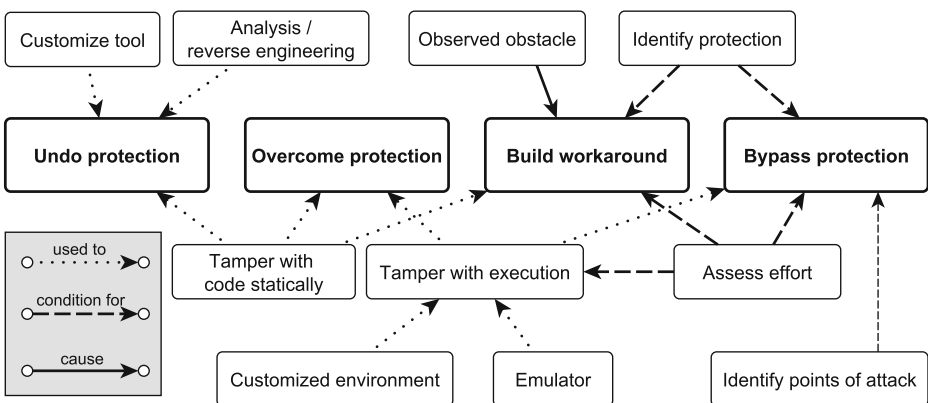 Customize tool
Analysis /
reverse engineering
Observed obstacle
Identify protection
Undo protection
Overcome protection
Build workaround
Bypass protection
used to
condition for
cause
Tamper with
code statically
Tamper with execution
Assess effort
Customized environment
Emulator
Identify points of attack